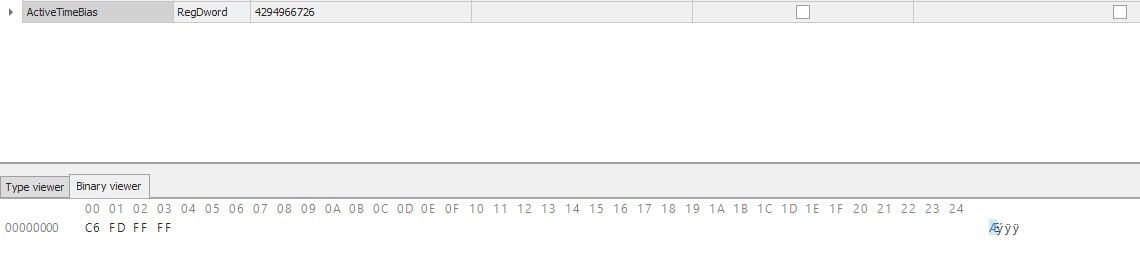 ActiveTimeBias RegDword 4294966726
Type viewer Binary viewer
00 01 02 03 04 05 06 07 08 09 0A 0B 0C 0D 0E 0F 10 11 12 13 14 15 16 17 18 19 1A 1B 1C 1D 1E 1F 20 21 22 23 24
00000000 C6 FD FF FF Æýÿÿ